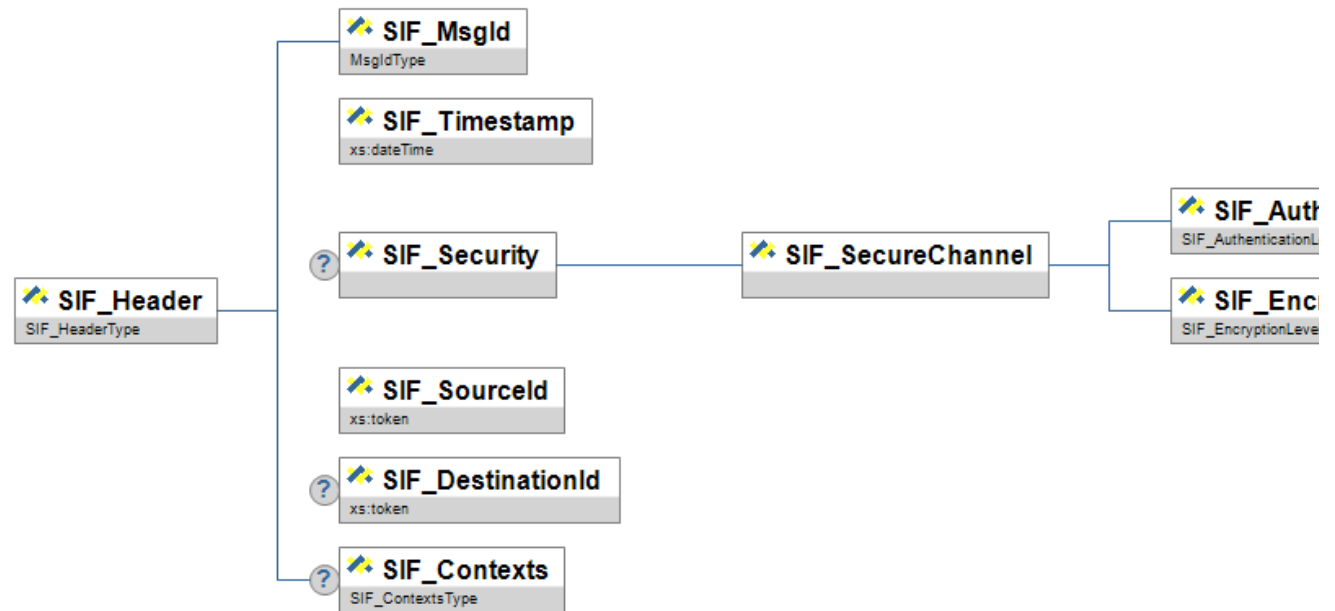 SIF_MsgId
MsgIdType
SIF_Timestamp
xs:dateTime
?
SIF_Security
SIF_SecureChannel
SIF_Header
SIF_HeaderType
SIF_SourceId
xs:token
?
SIF_DestinationId
xs:token
?
SIF_Contexts
SIF_ContextsType